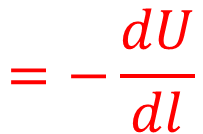 = − dU/dl